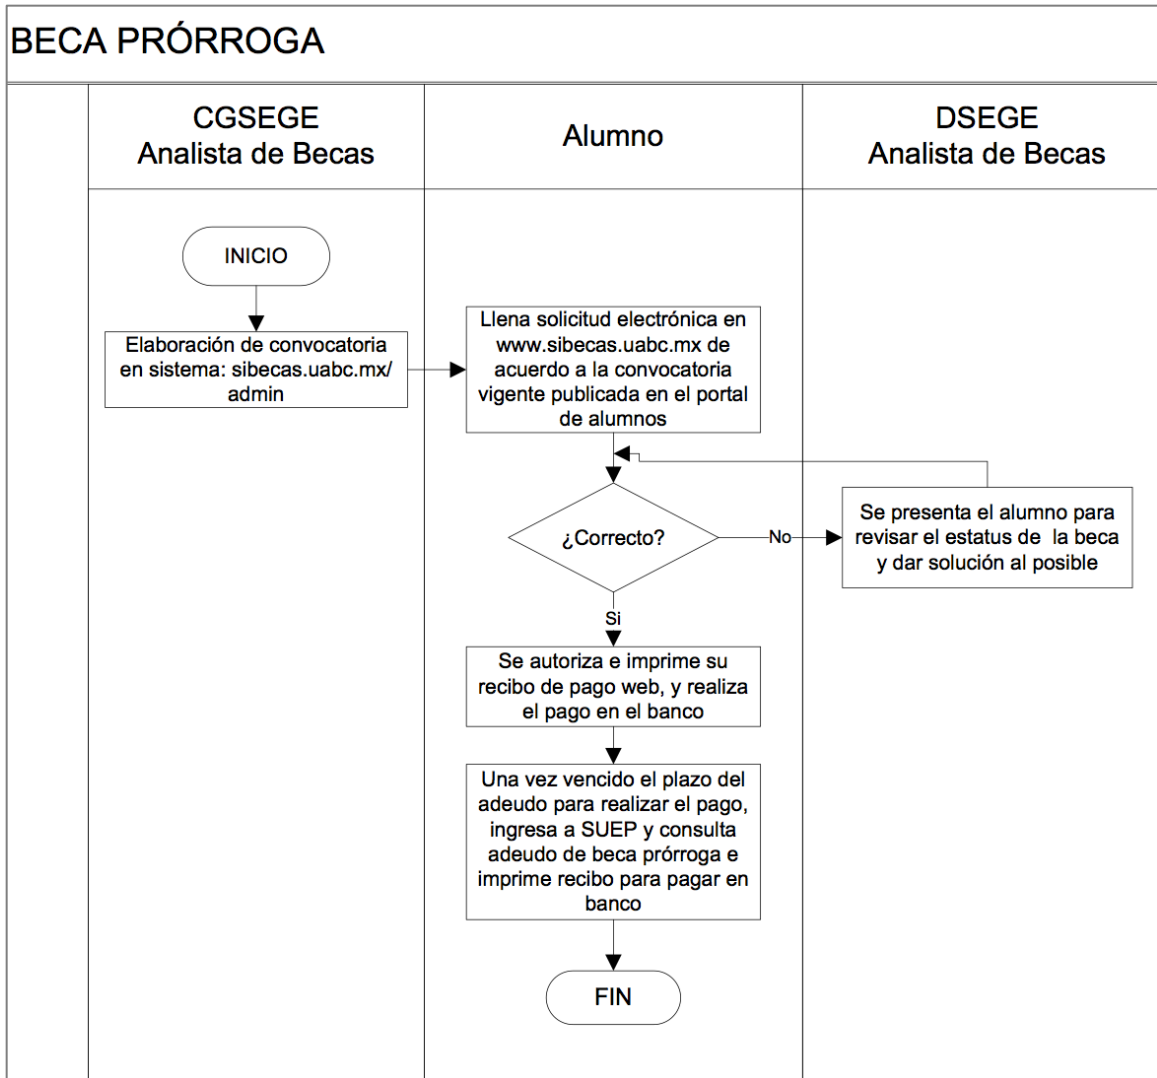 BECA PRÓRROGA
CGSEGE
Analista de Becas
Alumno
DSEGE
Analista de Becas
INICIO
Elaboración de convocatoria
en sistema: sibecas.uabc.mx/
admin
Llena solicitud electrónica en
www.sibecas.uabc.mx de
acuerdo a la convocatoria
vigente publicada en el portal
de alumnos
¿Correcto?
No
Se presenta el alumno para
revisar el estatus de la beca
y dar solución al posible
Si
Se autoriza e imprime su
recibo de pago web, y realiza
el pago en el banco
Una vez vencido el plazo del
adeudo para realizar el pago,
ingresa a SUEP y consulta
adeudo de beca prórroga e
imprime recibo para pagar en
banco
FIN